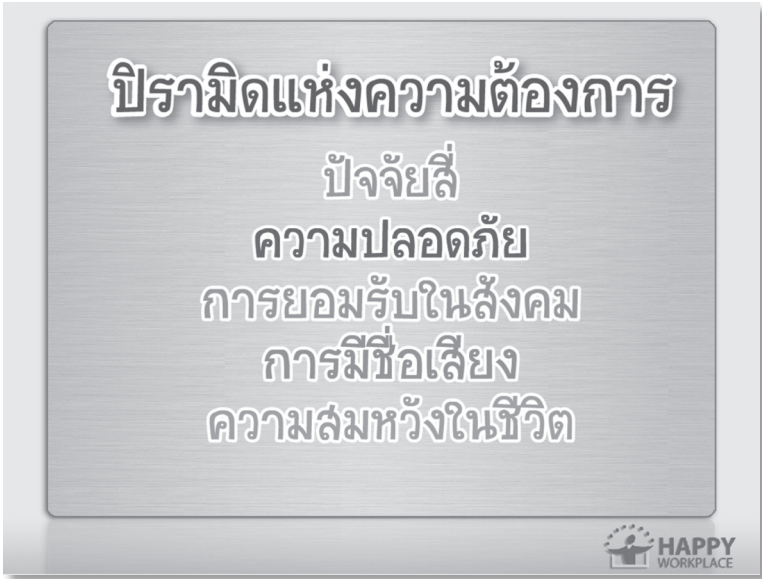 ปิรามิดแห่งความต้องการ
ปัจจัยสี่
ความปลอดภัย
การยอมรับในสังคม
การมีชื่อเสียง
ความสมหวังในชีวิต
HAPPY
WORKPLACE